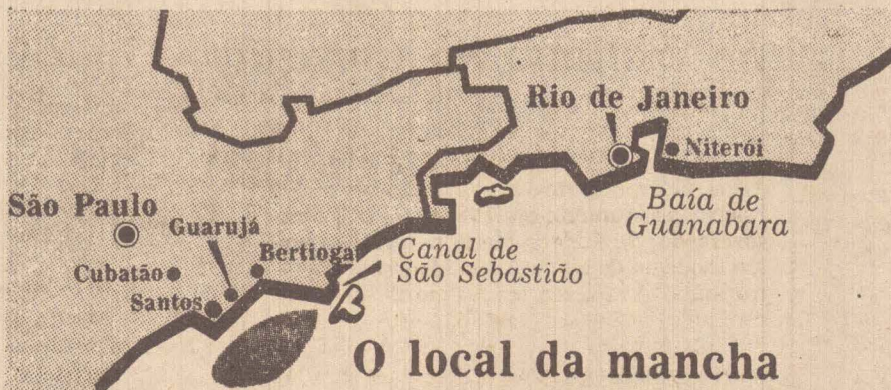 Rio de Janeiro
Niterói
Baía de
Guanabara
São Paulo
Guarujá
Bertioga
Canal de
São Sebastião
Cubatão
Santos
O local da mancha